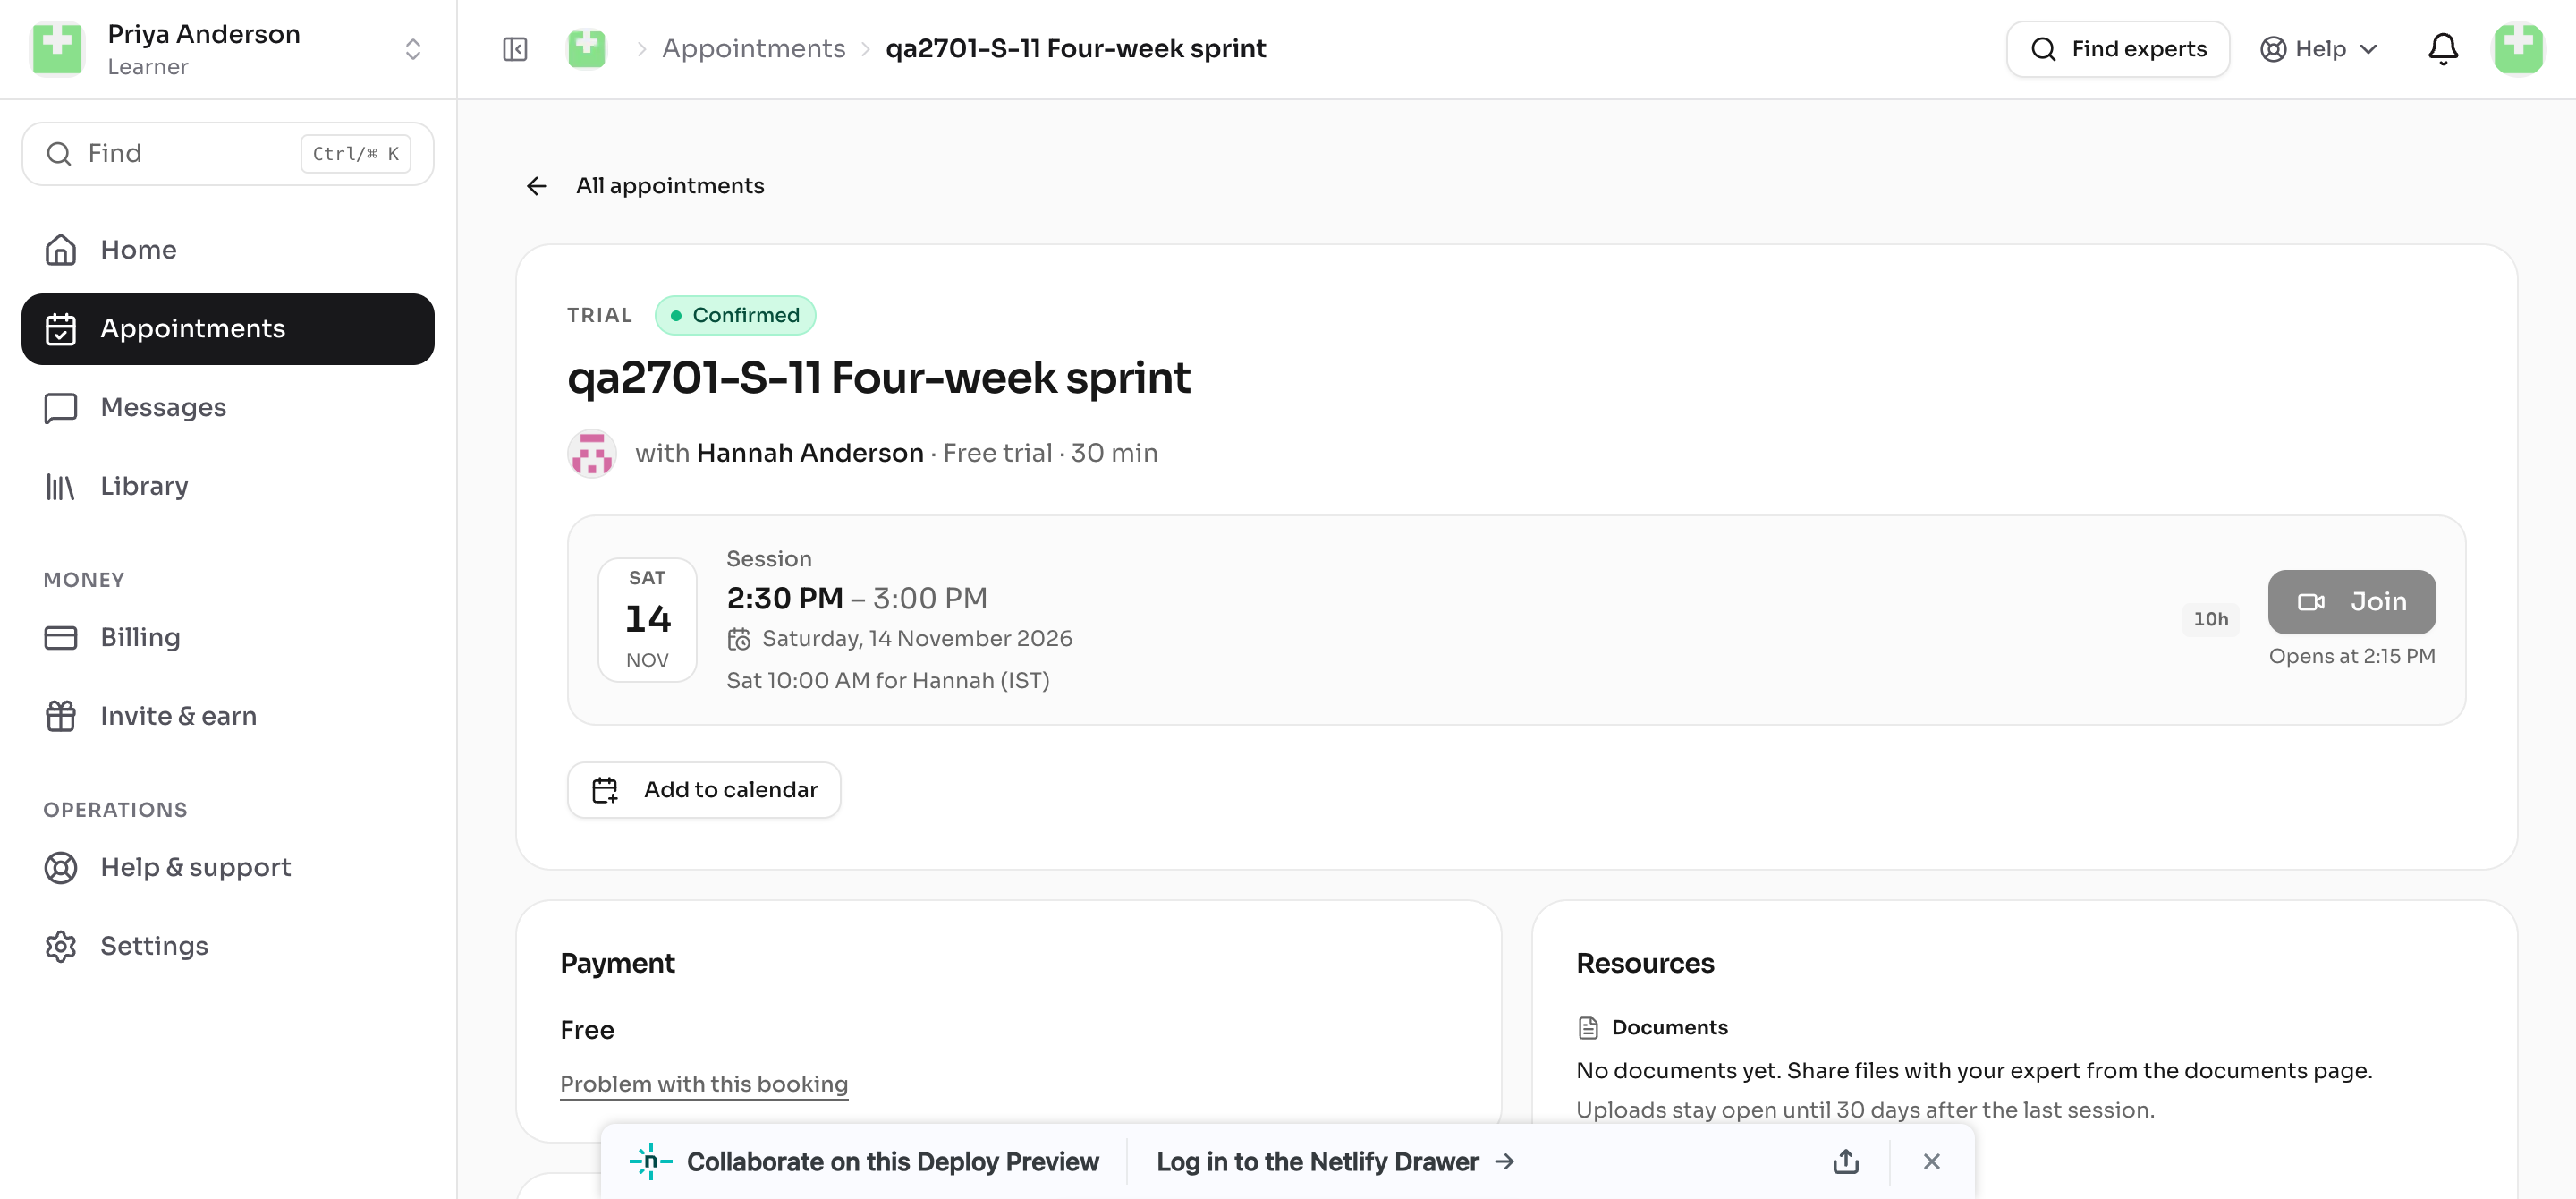 Priya Anderson
Learner
Appointments
qa2701-S-11 Four-week sprint
Find experts
Help
Find
Ctrl/⌘ K
Home
Appointments
Messages
Library
MONEY
Billing
Invite & earn
OPERATIONS
Help & support
Settings
All appointments
TRIAL
Confirmed
qa2701-S-11 Four-week sprint
with Hannah Anderson · Free trial · 30 min
SAT
14
NOV
Session
2:30 PM – 3:00 PM
Saturday, 14 November 2026
Sat 10:00 AM for Hannah (IST)
10h
Join
Opens at 2:15 PM
Add to calendar
Payment
Free
Problem with this booking
Resources
Documents
No documents yet. Share files with your expert from the documents page.
Uploads stay open until 30 days after the last session.
Collaborate on this Deploy Preview
Log in to the Netlify Drawer →